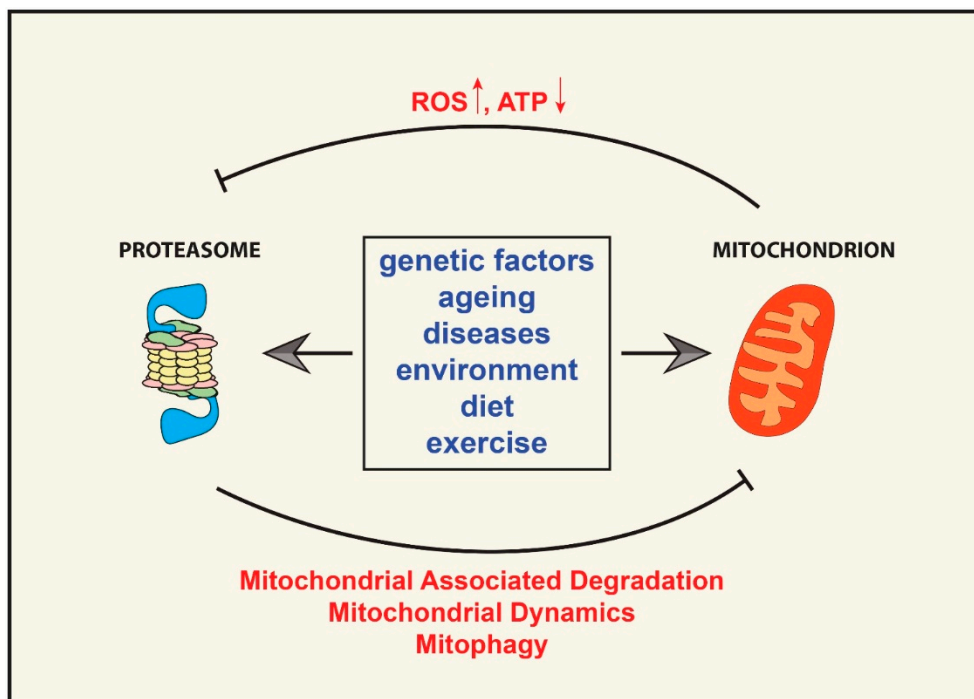 ROS↑, ATP↓
PROTEASOME
MITOCHONDRION
genetic factors
ageing
diseases
environment
diet
exercise
Mitochondrial Associated Degradation
Mitochondrial Dynamics
Mitophagy